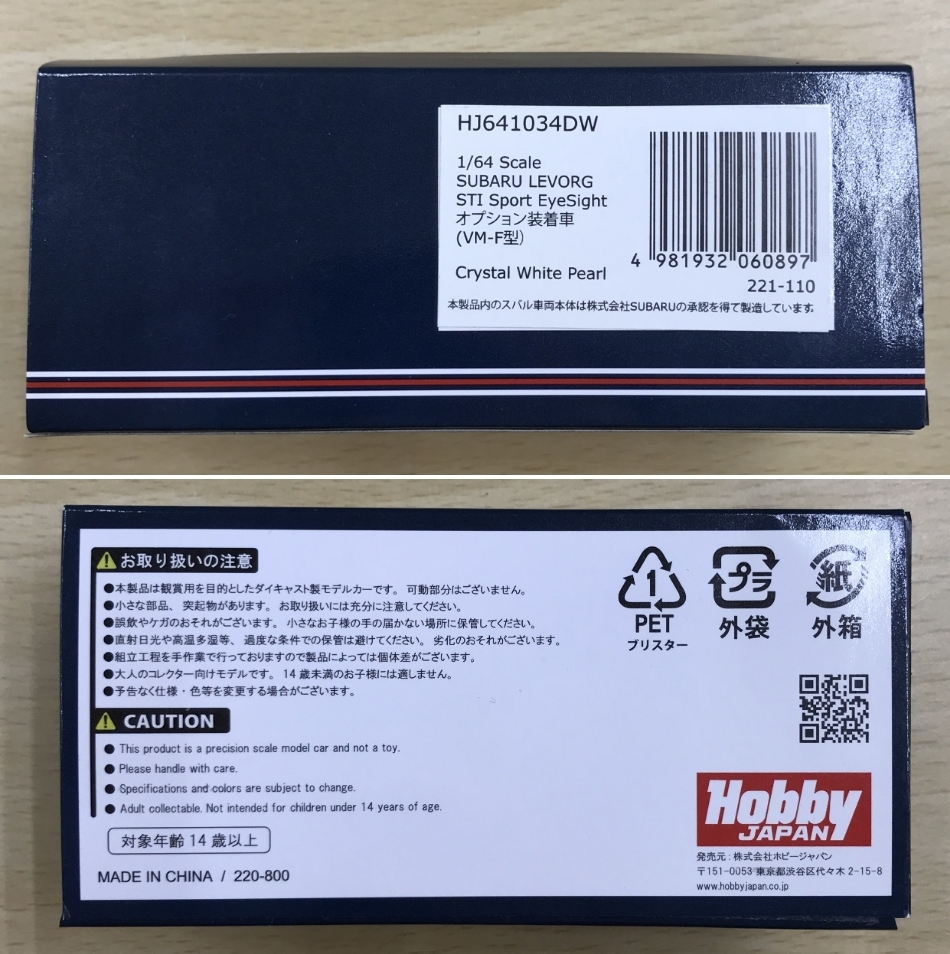 HJ641034DW
1/64 Scale
SUBARU LEVORG
STI Sport EyeSight
オプション装着車
(VM-F型)
Crystal White Pearl
4 981932 060897
221-110
本製品内のスバル車両本体は株式会社SUBARUの承認を得て製造しています。
お取り扱いの注意
●本製品は観賞用を目的としたダイキャスト製モデルカーです。 可動部分はございません。
●小さな部品、 突起物があります。 お取り扱いには充分に注意してください。
●誤飲やケガのおそれがございます。 小さなお子様の手の届かない場所に保管してください。
●直射日光や高温多湿等、 過度な条件での保管は避けてください。 劣化のおそれがございます。
●組立工程を手作業で行っておりますので製品によっては個体差がございます。
●大人のコレクター向けモデルです。 14歳未満のお子様には適しません。
●予告なく仕様・色等を変更する場合がございます。
CAUTION
● This product is a precision scale model car and not a toy.
● Please handle with care.
● Specifications and colors are subject to change.
● Adult collectable. Not intended for children under 14 years of age.
対象年齢14歳以上
MADE IN CHINA / 220-800
1
PET
ブリスター
プラ
外袋
紙
外箱
Hobby
JAPAN
発売元：株式会社ホビージャパン
〒151-0053 東京都渋谷区代々木 2-15-8
www.hobbyjapan.co.jp